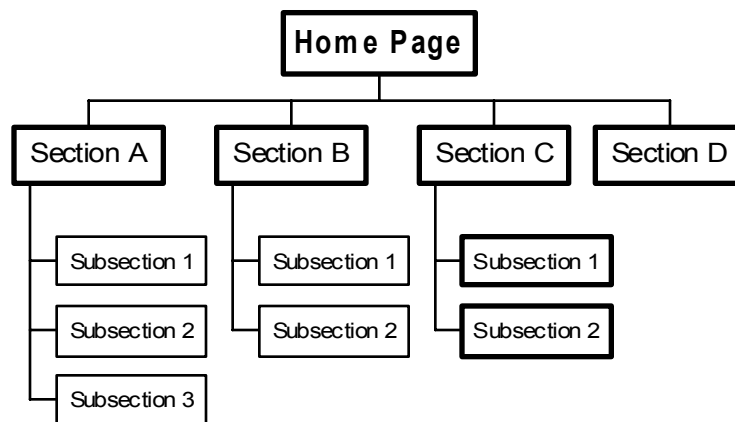 Home Page
Section A
Section B
Section C
Section D
Subsection 1
Subsection 1
Subsection 1
Subsection 2
Subsection 2
Subsection 2
Subsection 3